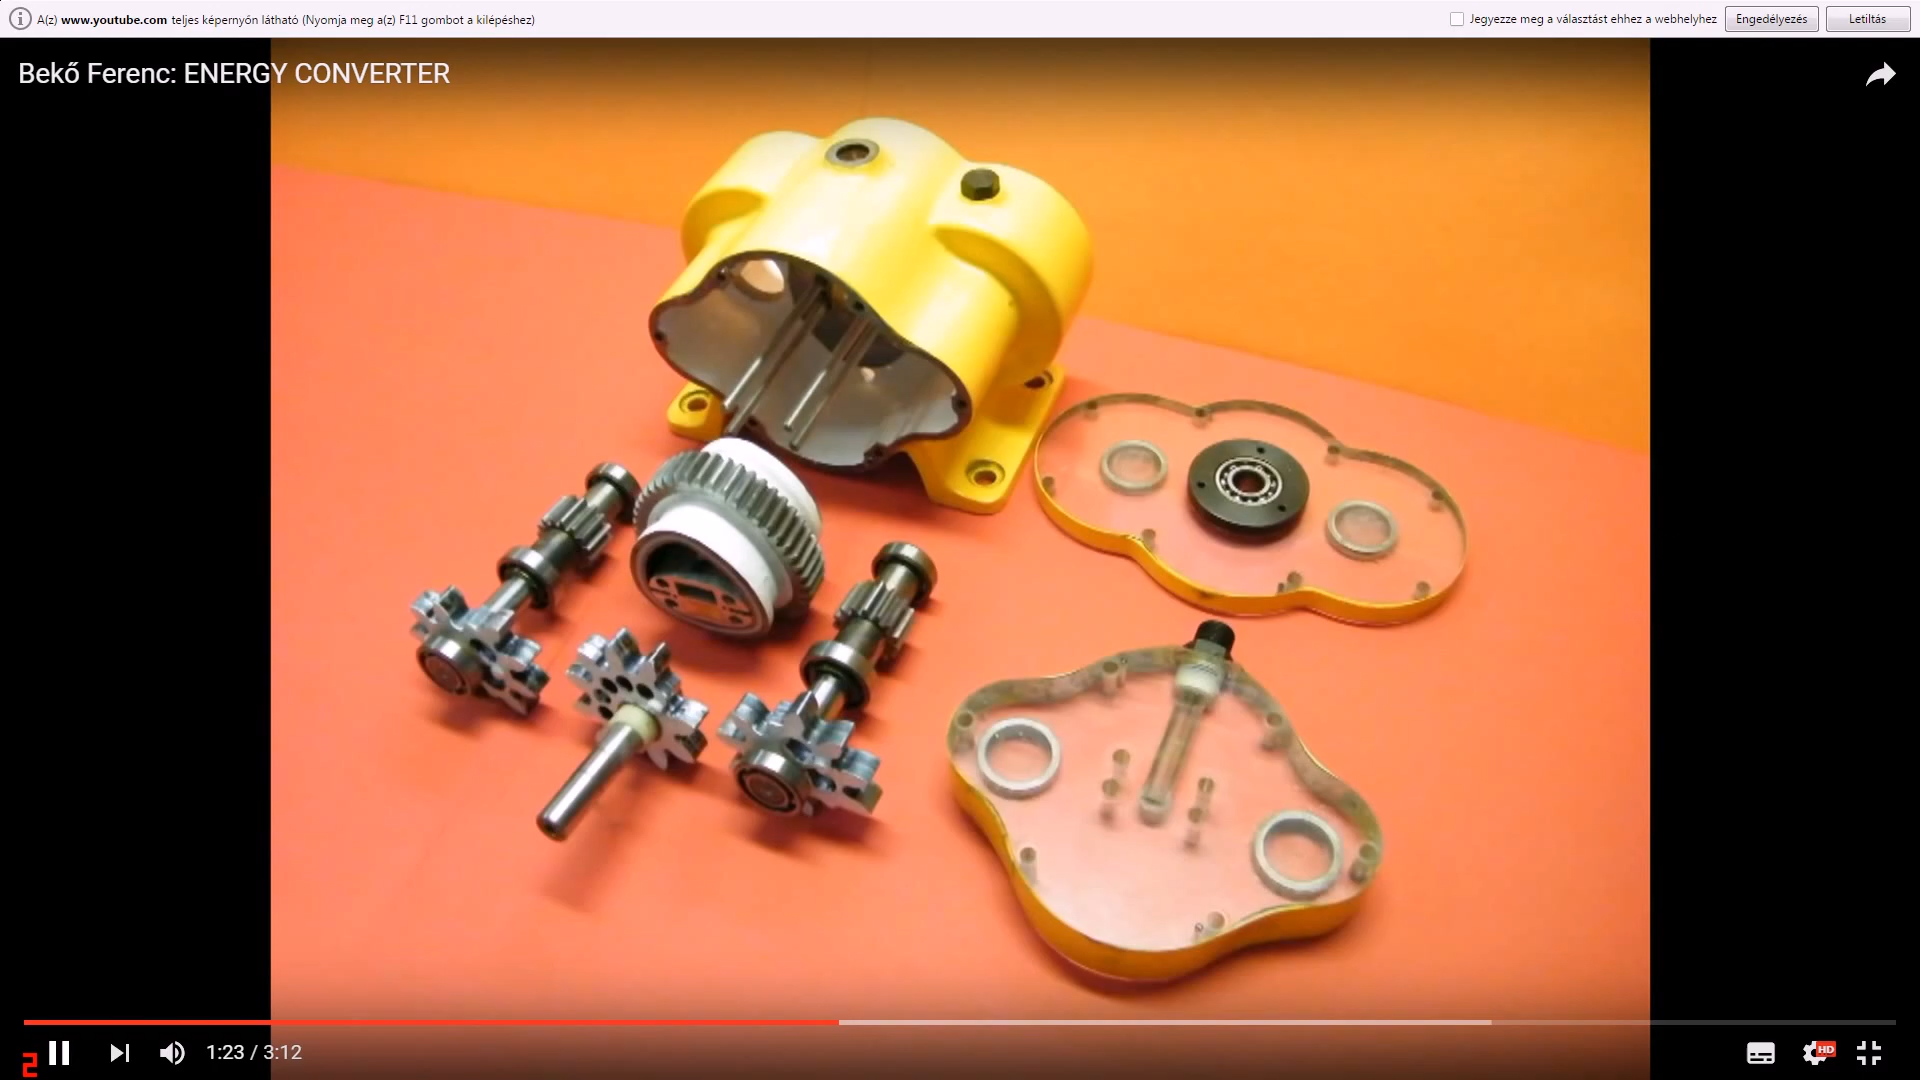 A(z) www.youtube.com teljes képernyőn látható (Nyomja meg a(z) F11 gombot a kilépéshez)
Jegyezze meg a választást ehhez a webhelyhez
Engedélyezés
Letiltás
Bekő Ferenc: ENERGY CONVERTER
2
1:23 / 3:12
HD